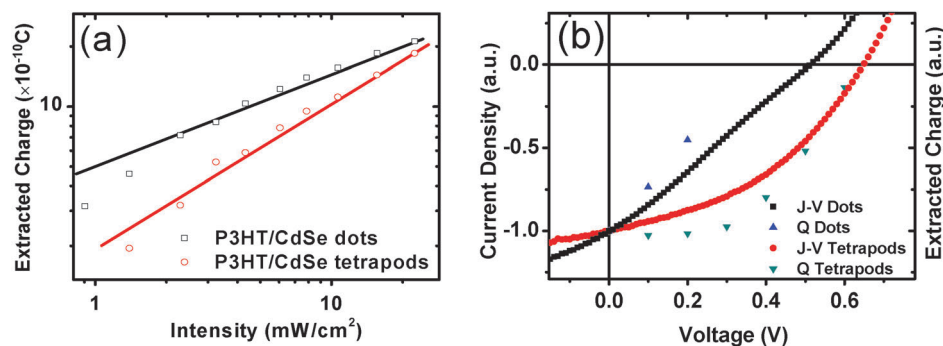 (a)
Extracted Charge (×10⁻¹⁰C)
10
P3HT/CdSe dots
P3HT/CdSe tetrapods
1
10
Intensity (mW/cm²)
(b)
Current Density (a.u.)
0.0
-0.5
-1.0
J-V Dots
Q Dots
J-V Tetrapods
Q Tetrapods
0.0
0.2
0.4
0.6
0.8
Voltage (V)
Extracted Charge (a.u.)